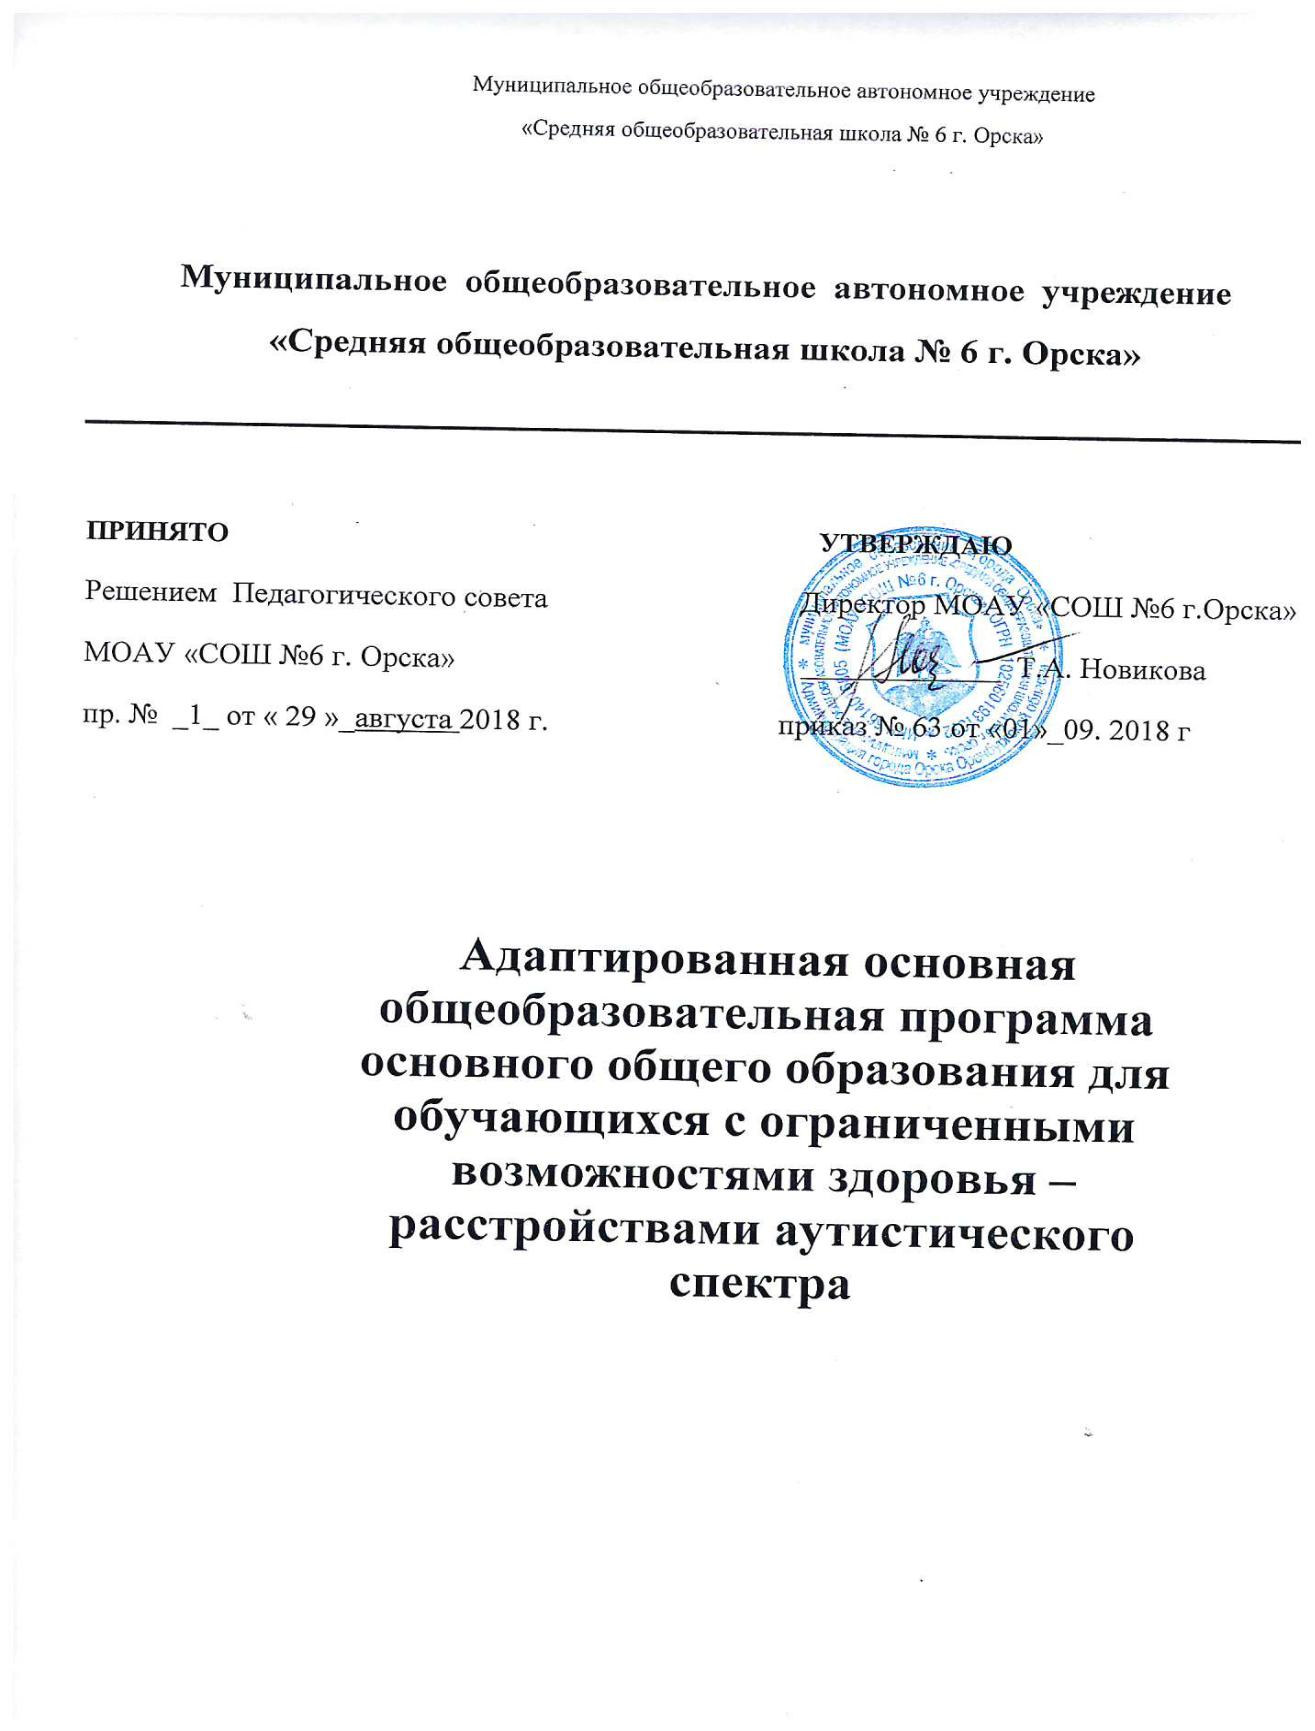 Муниципальное общеобразовательное автономное учреждение
«Средняя общеобразовательная школа № 6 г. Орска»
Муниципальное общеобразовательное автономное учреждение
«Средняя общеобразовательная школа № 6 г. Орска»
ПРИНЯТО
Решением Педагогического совета
МОАУ «СОШ №6 г. Орска»
пр. № _1_ от « 29 »_августа 2018 г.
УТВЕРЖДАЮ
Директор МОАУ «СОШ №6 г.Орска»
Т.А. Новикова
приказ № 63 от «01»_09. 2018 г
Адаптированная основная
общеобразовательная программа
основного общего образования для
обучающихся с ограниченными
возможностями здоровья –
расстройствами аутистического
спектра